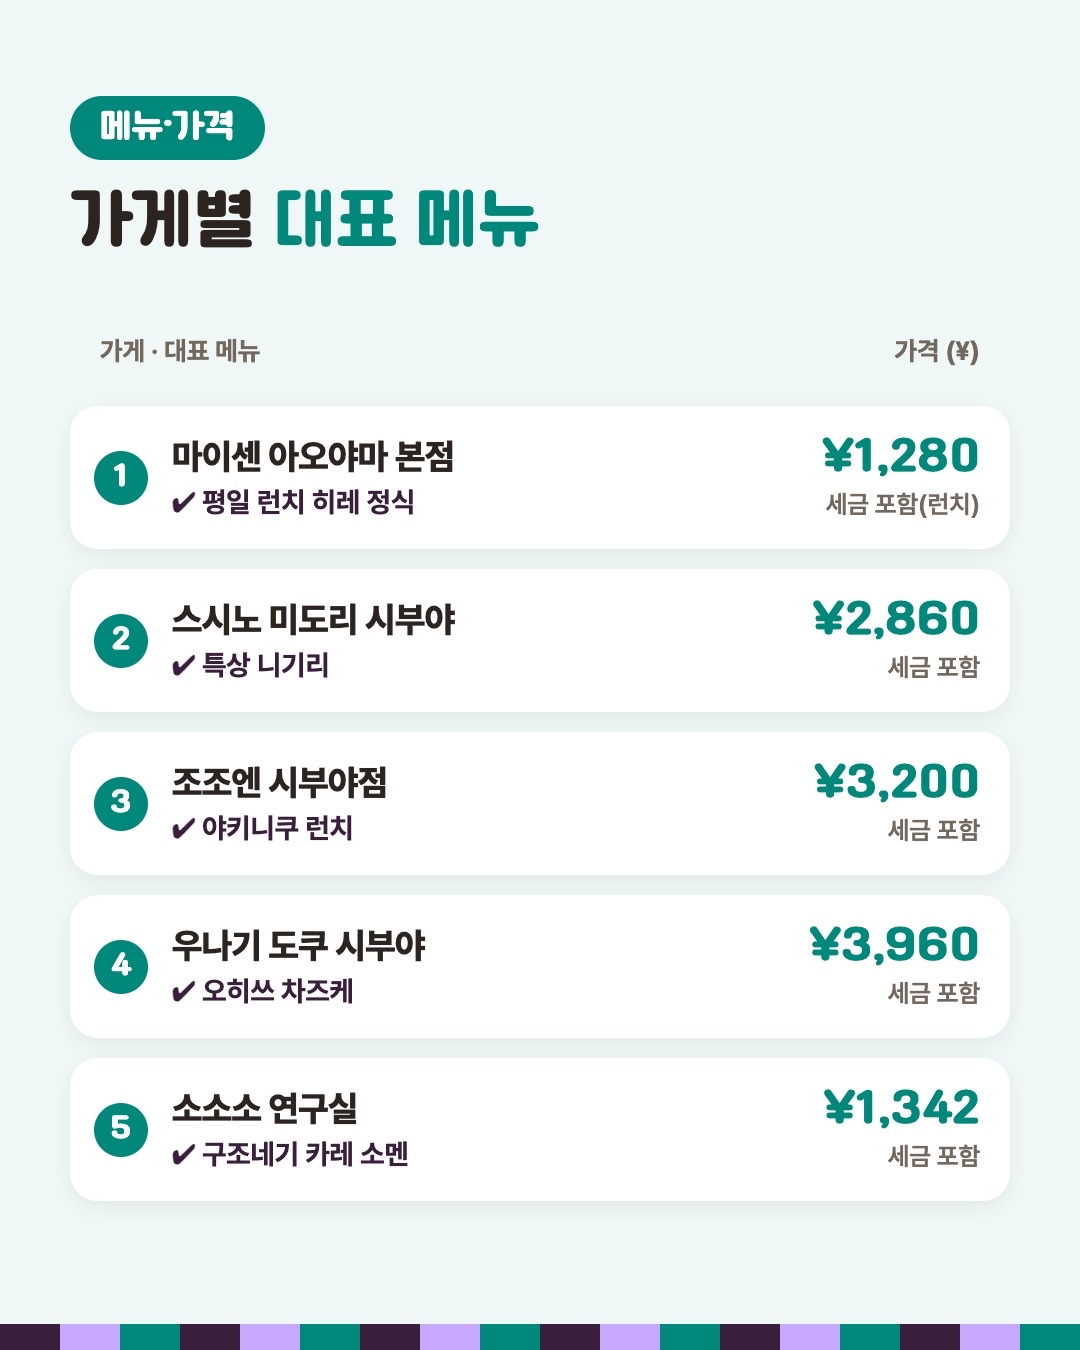 메뉴·가격
가게별 대표 메뉴
가게 · 대표 메뉴 가격 (¥)
1 마이센 아오야마 본점 ¥1,280
✔ 평일 런치 히레 정식 세금 포함(런치)
2 스시노 미도리 시부야 ¥2,860
✔ 특상 니기리 세금 포함
3 조조엔 시부야점 ¥3,200
✔ 야키니쿠 런치 세금 포함
4 우나기 도쿠 시부야 ¥3,960
✔ 오히쓰 차즈케 세금 포함
5 소소소 연구실 ¥1,342
✔ 구조네기 카레 소멘 세금 포함